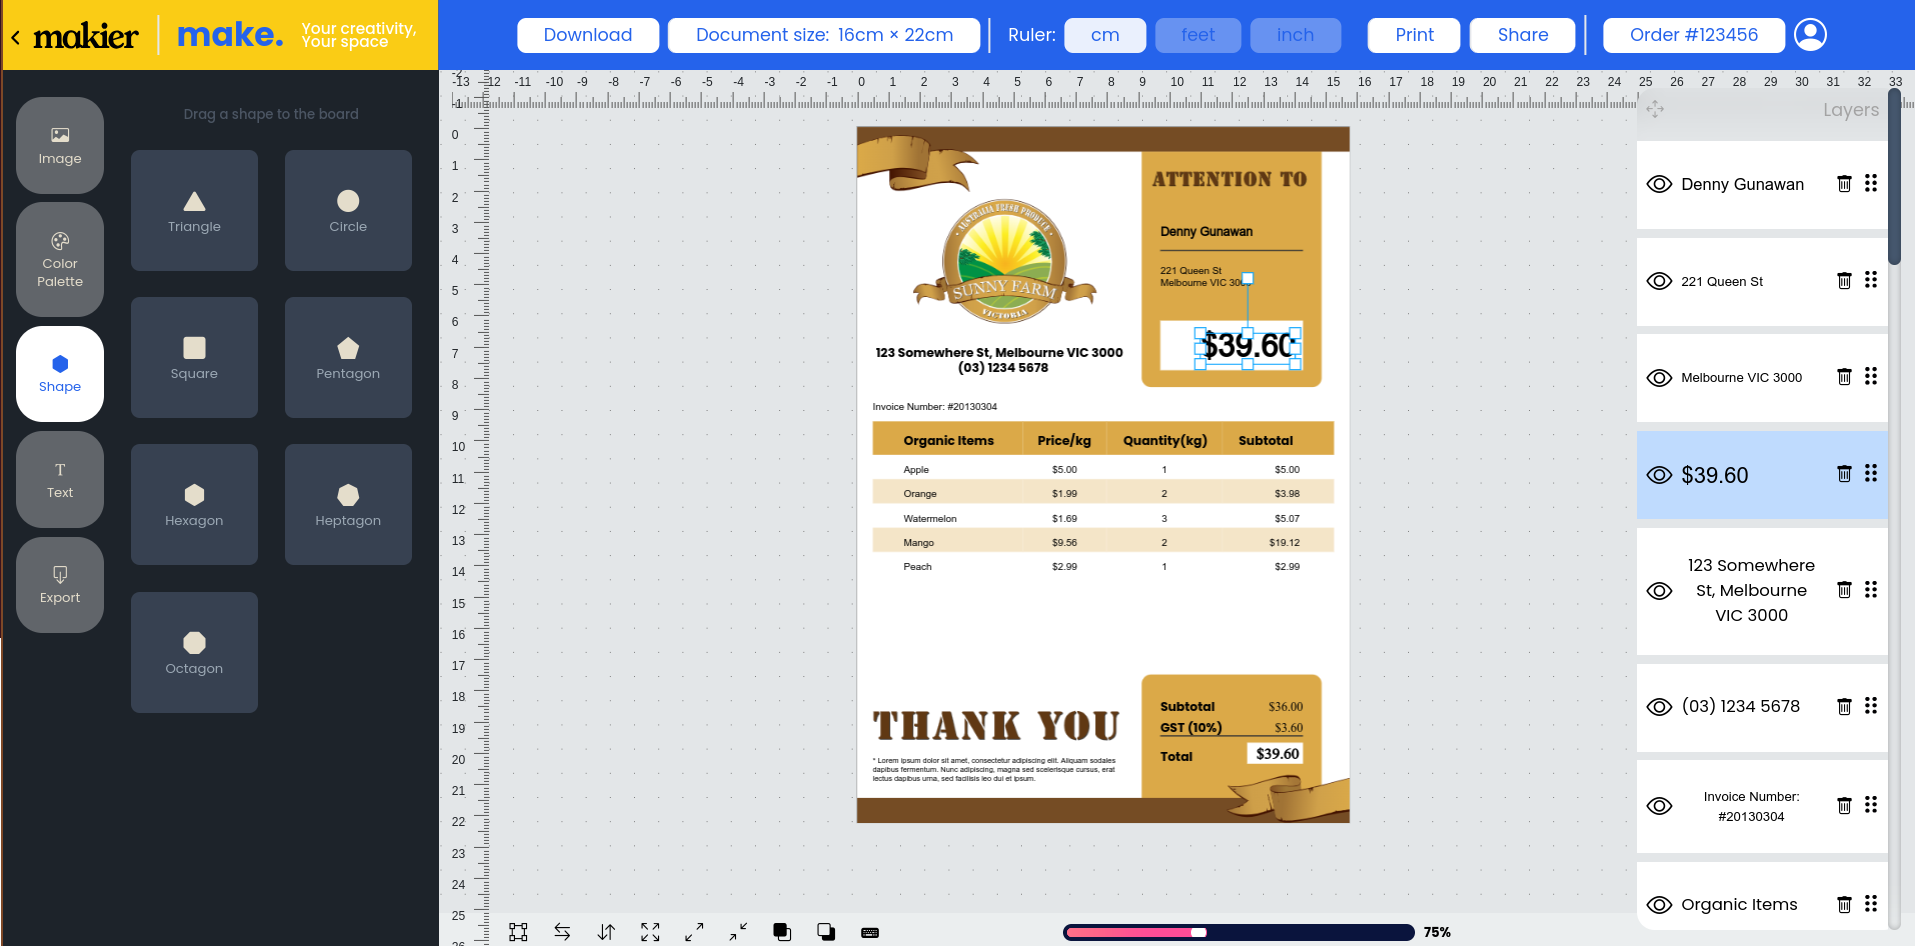 makier
make.
Your creativity,
Your space
Download
Document size: 16cm × 22cm
Ruler:
cm
feet
inch
Print
Share
Order #123456
Drag a shape to the board
Image
Color
Palette
Shape
Text
Export
Triangle
Circle
Square
Pentagon
Hexagon
Heptagon
Octagon
-13 -12 -11 -10 -9 -8 -7 -6 -5 -4 -3 -2 -1 0 1 2 3 4 5 6 7 8 9 10 11 12 13 14 15 16 17 18 19 20 21 22 23 24 25 26 27 28 29 30 31 32 33
-2
-1
0
1
2
3
4
5
6
7
8
9
10
11
12
13
14
15
16
17
18
19
20
21
22
23
24
25
26
AUSTRALIA FRESH PRODUCE
SUNNY FARM
VICTORIA
123 Somewhere St, Melbourne VIC 3000
(03) 1234 5678
ATTENTION TO
Denny Gunawan
221 Queen St
Melbourne VIC 3000
$39.60
Invoice Number: #20130304
Organic Items Price/kg Quantity(kg) Subtotal
Apple $5.00 1 $5.00
Orange $1.99 2 $3.98
Watermelon $1.69 3 $5.07
Mango $9.56 2 $19.12
Peach $2.99 1 $2.99
THANK YOU
* Lorem ipsum dolor sit amet, consectetur adipiscing elit. Aliquam sodales
dapibus fermentum. Nunc adipiscing, magna sed scelerisque cursus, erat
lectus dapibus urna, sed facilisis leo dui et ipsum.
Subtotal $36.00
GST (10%) $3.60
Total $39.60
Layers
Denny Gunawan
221 Queen St
Melbourne VIC 3000
$39.60
123 Somewhere
St, Melbourne
VIC 3000
(03) 1234 5678
Invoice Number:
#20130304
Organic Items
75%